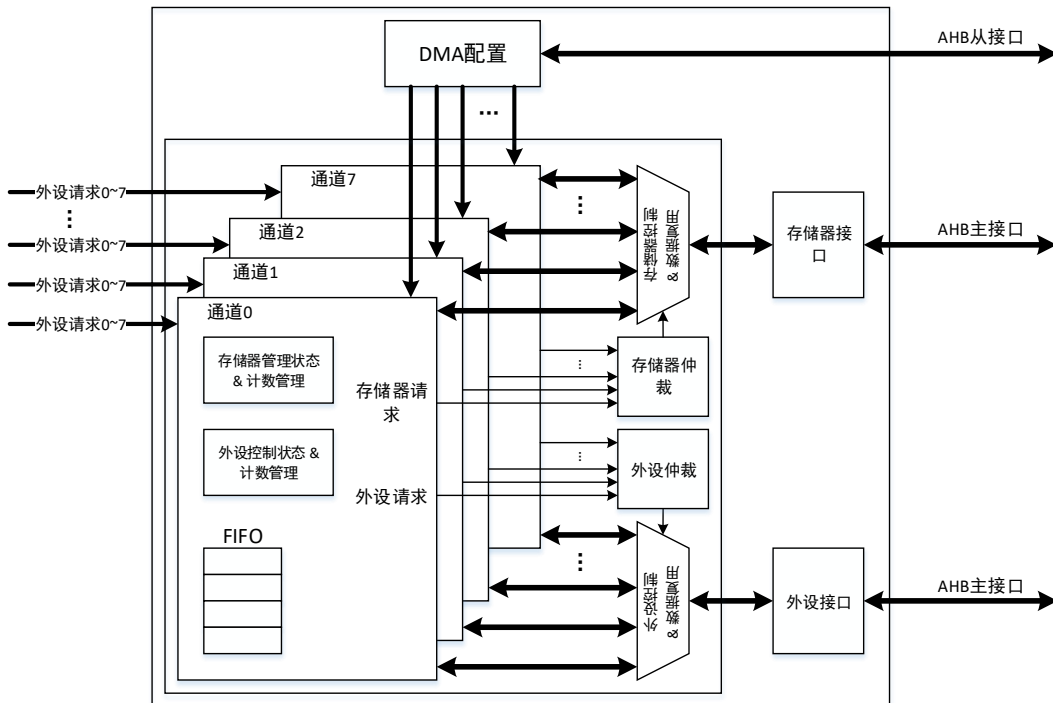 DMA配置
AHB从接口
...
通道7
外设请求0~7
...
通道2
外设请求0~7
通道1
外设请求0~7
通道0
外设请求0~7
...
存储器控制
& 数据复用
存储器接
口
AHB主接口
存储器管理状态
& 计数管理
存储器请
求
...
存储器仲
裁
外设控制状态 &
计数管理
外设请求
...
外设仲裁
FIFO
...
外设控制
& 数据复用
外设接口
AHB主接口